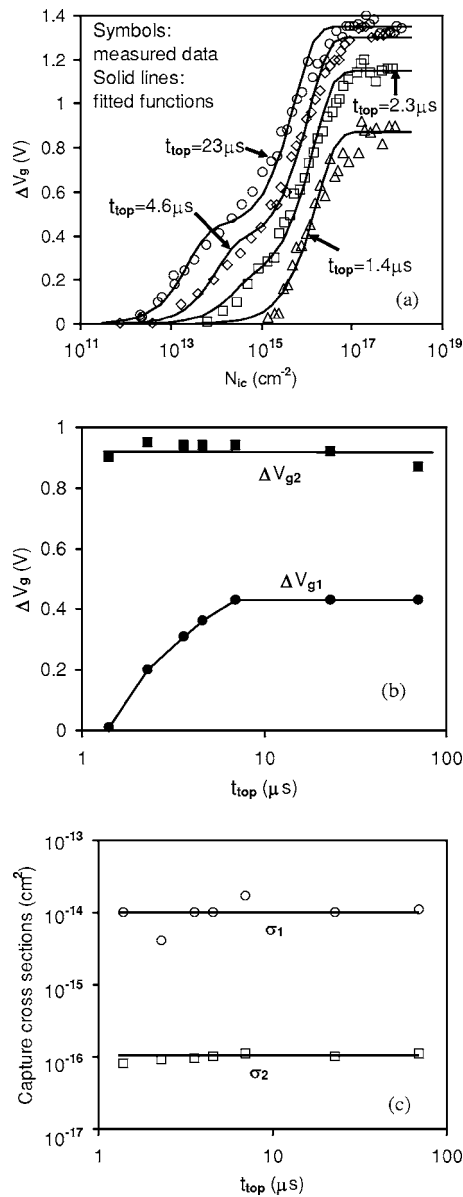 1.4
1.2
1
0.8
0.6
0.4
0.2
0
ΔVg (V)
Symbols:
measured data
Solid lines:
fitted functions
ttop=23μs
ttop=4.6μs
ttop=2.3μs
ttop=1.4μs
(a)
10^11 10^13 10^15 10^17 10^19
Nic (cm^-2)
1
0.8
0.6
0.4
0.2
0
ΔVg (V)
ΔVg2
ΔVg1
(b)
1 10 100
ttop (μs)
10^-13
10^-14
10^-15
10^-16
10^-17
Capture cross sections (cm^2)
σ1
σ2
(c)
1 10 100
ttop (μs)